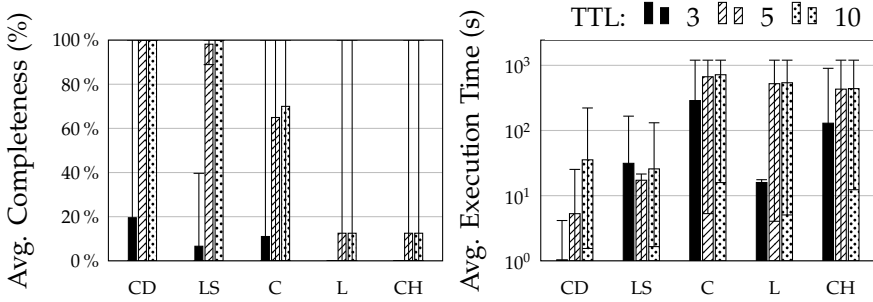 TTL: 3 5 10
Avg. Completeness (%)
100 %
80 %
60 %
40 %
20 %
0 %
CD LS C L CH
Avg. Execution Time (s)
10³
10²
10¹
10⁰
CD LS C L CH